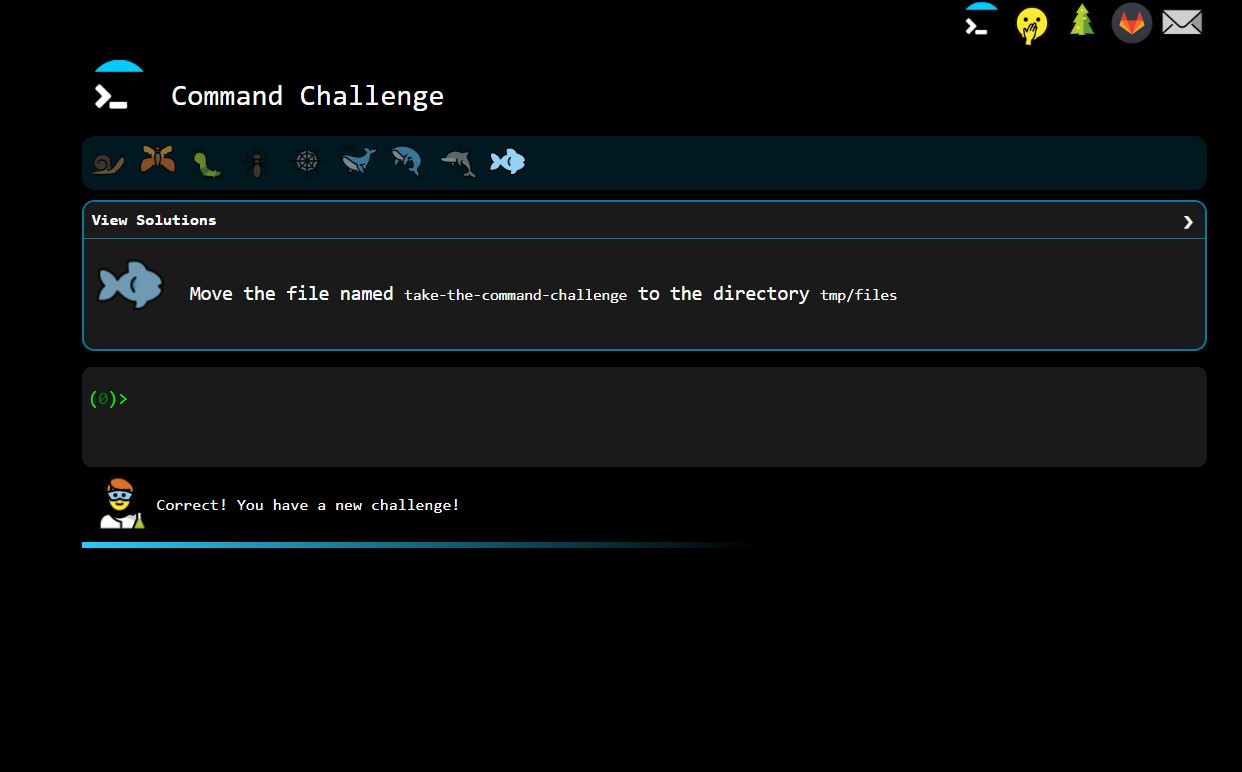 Command Challenge
View Solutions
Move the file named take-the-command-challenge to the directory tmp/files
(0)>
Correct! You have a new challenge!